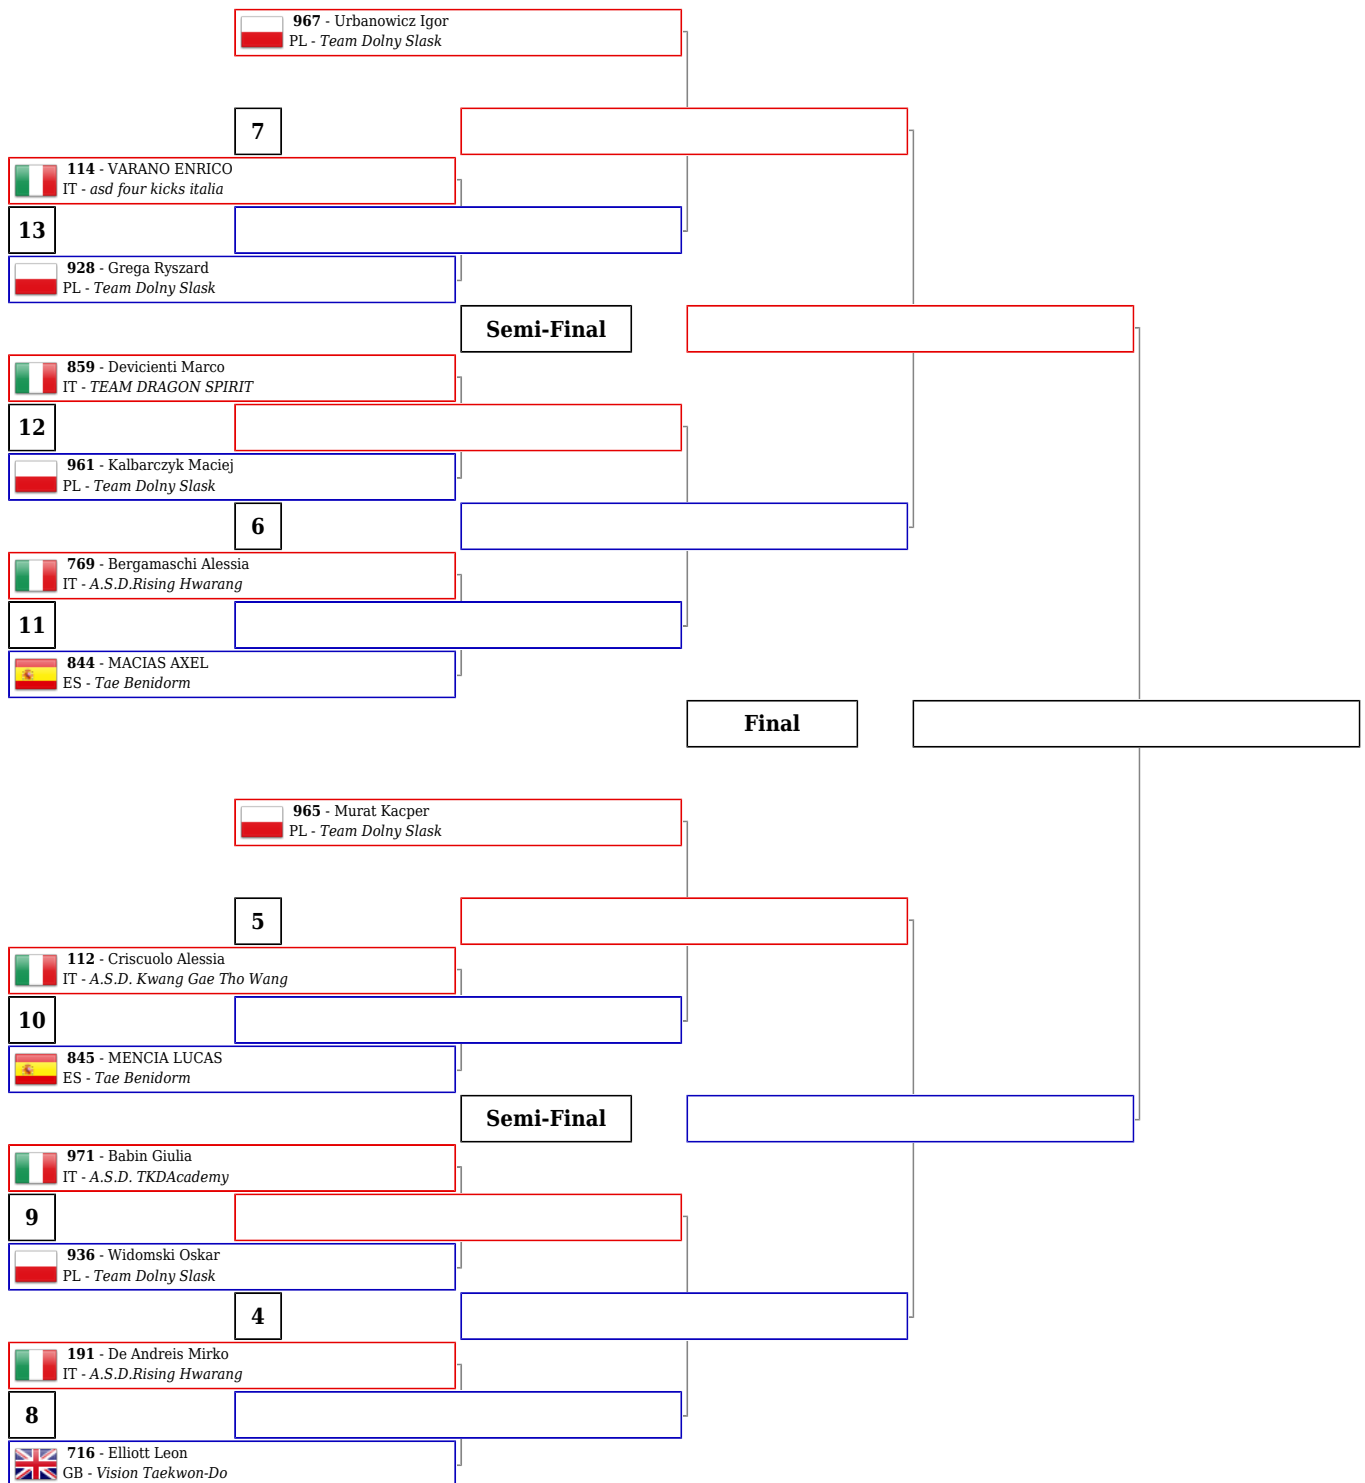 967 - Urbanowicz Igor
PL - Team Dolny Slask
7
114 - VARANO ENRICO
IT - asd four kicks italia
13
928 - Grega Ryszard
PL - Team Dolny Slask
Semi-Final
859 - Devicienti Marco
IT - TEAM DRAGON SPIRIT
12
961 - Kalbarczyk Maciej
PL - Team Dolny Slask
6
769 - Bergamaschi Alessia
IT - A.S.D.Rising Hwarang
11
844 - MACIAS AXEL
ES - Tae Benidorm
Final
965 - Murat Kacper
PL - Team Dolny Slask
5
112 - Criscuolo Alessia
IT - A.S.D. Kwang Gae Tho Wang
10
845 - MENCIA LUCAS
ES - Tae Benidorm
Semi-Final
971 - Babin Giulia
IT - A.S.D. TKDAcademy
9
936 - Widomski Oskar
PL - Team Dolny Slask
4
191 - De Andreis Mirko
IT - A.S.D.Rising Hwarang
8
716 - Elliott Leon
GB - Vision Taekwon-Do